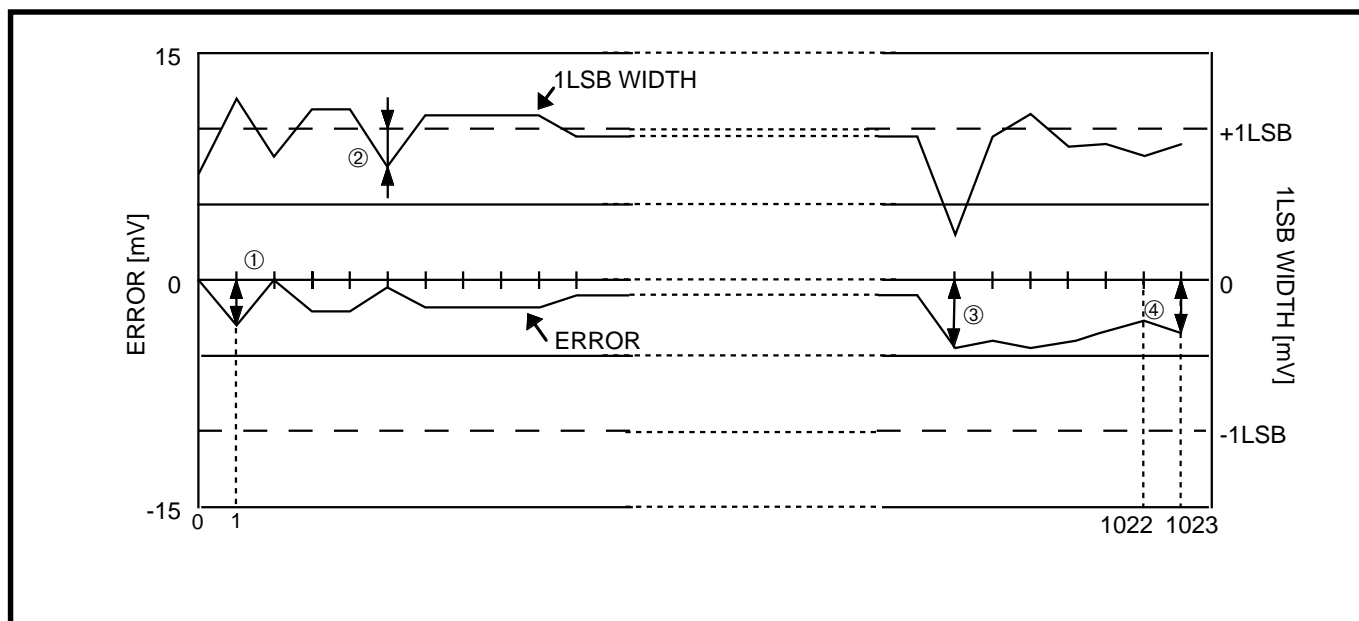 15
1LSB WIDTH
②
+1LSB
ERROR [mV]
1LSB WIDTH [mV]
①
0
0
③
④
ERROR
-1LSB
-15
0
1
1022
1023